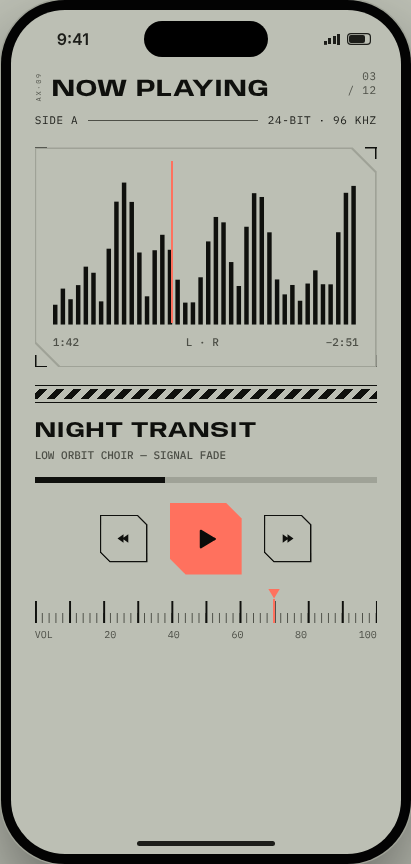 9:41
AX-09
NOW PLAYING
03
/ 12
SIDE A
24-BIT · 96 KHZ
1:42 L · R −2:51
NIGHT TRANSIT
LOW ORBIT CHOIR — SIGNAL FADE
VOL 20 40 60 80 100